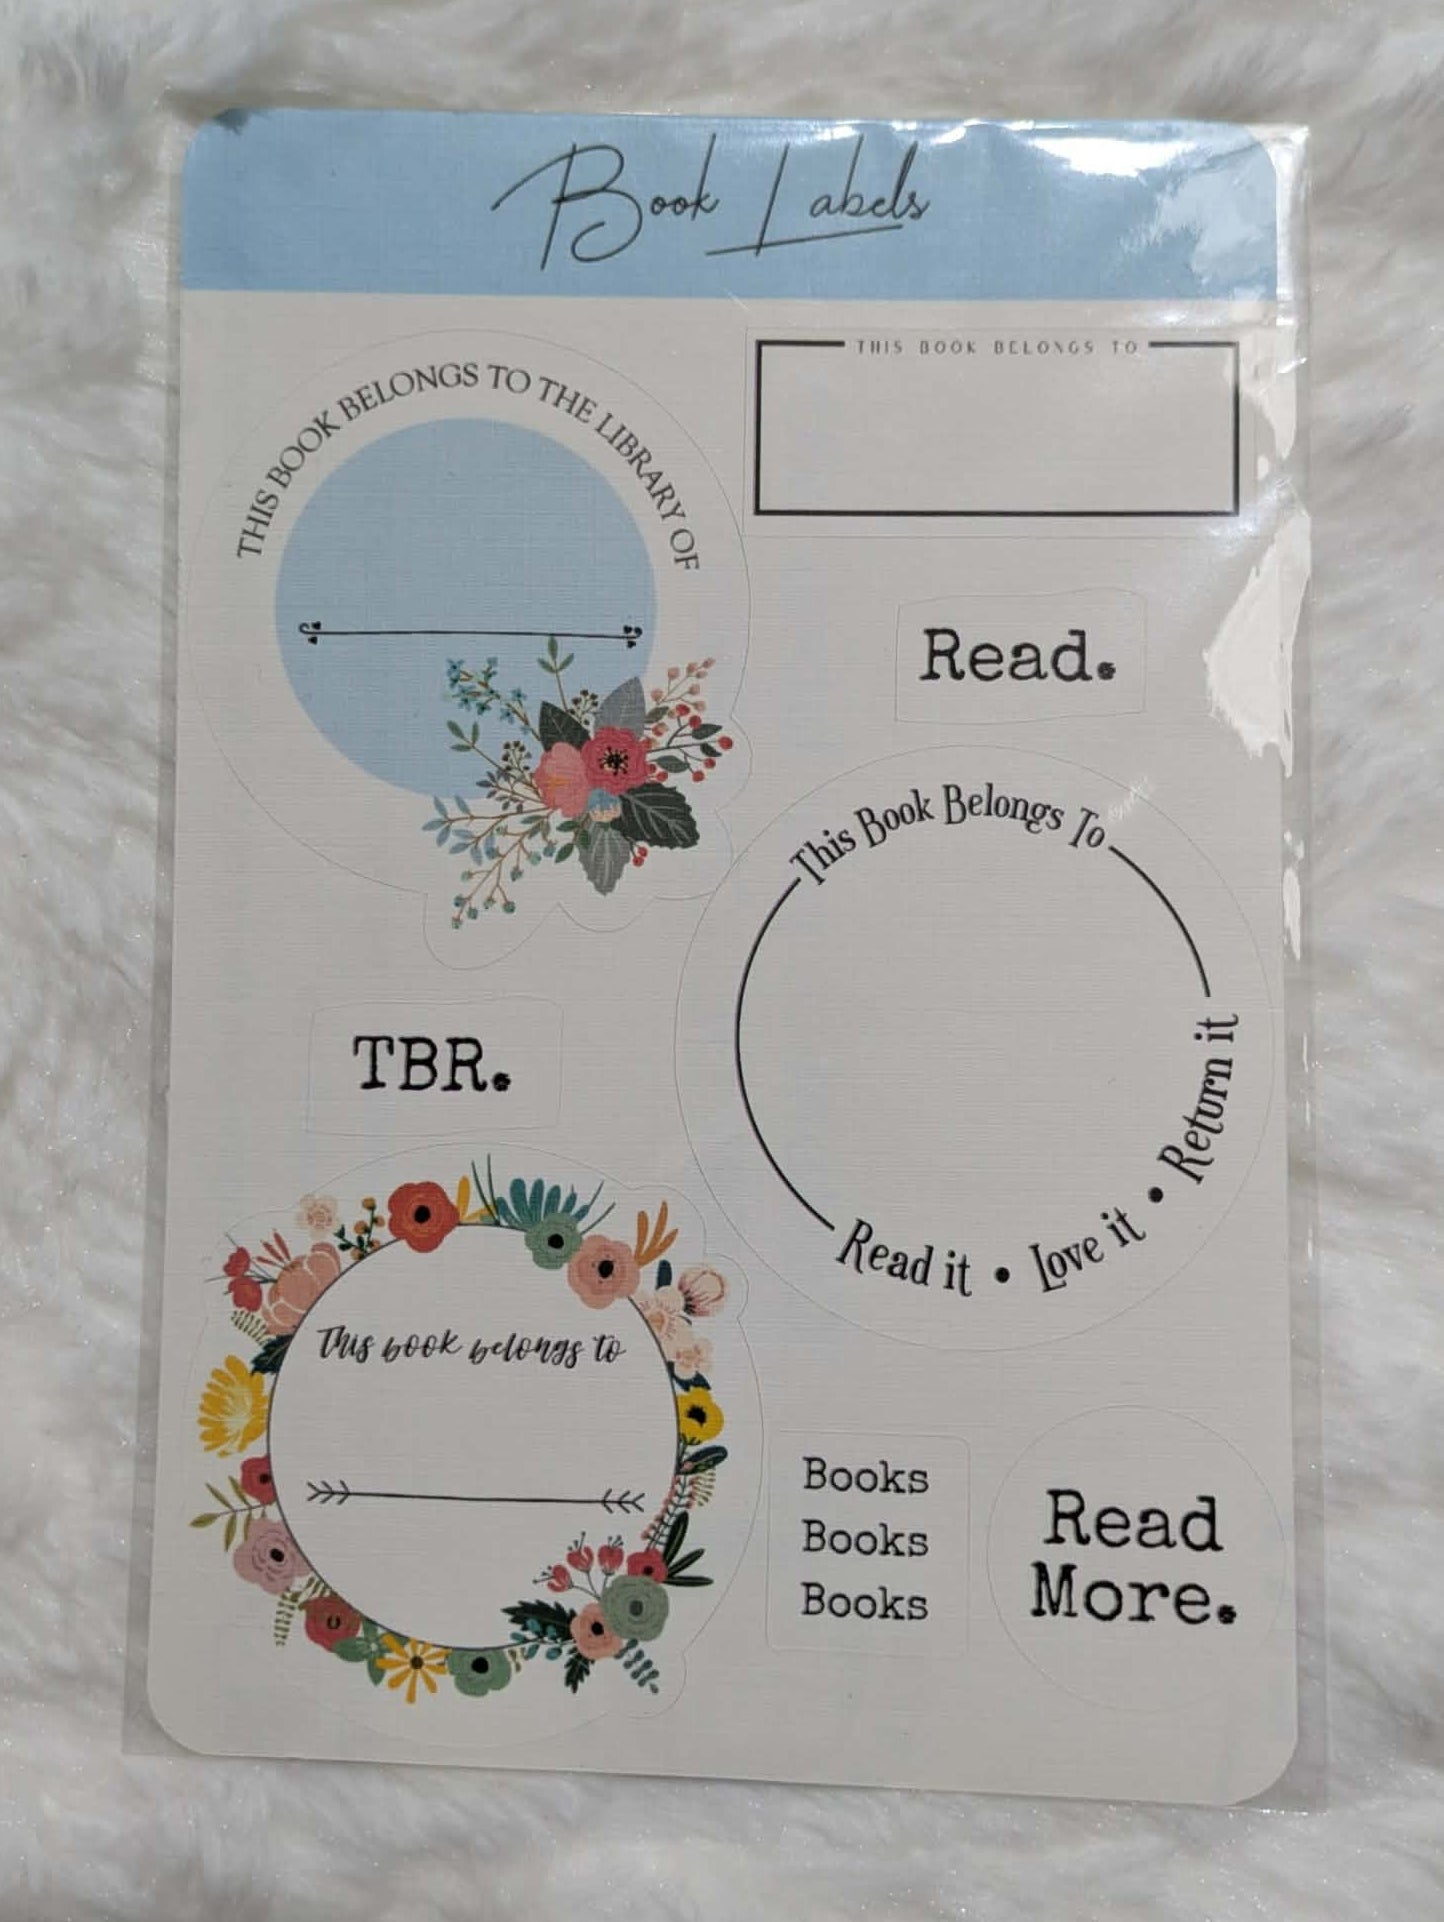 Book Labels
THIS BOOK BELONGS TO THE LIBRARY OF
THIS BOOK BELONGS TO
Read.
This Book Belongs To
Read it • Love it • Return it
TBR.
This book belongs to
Books
Books
Books
Read
More.